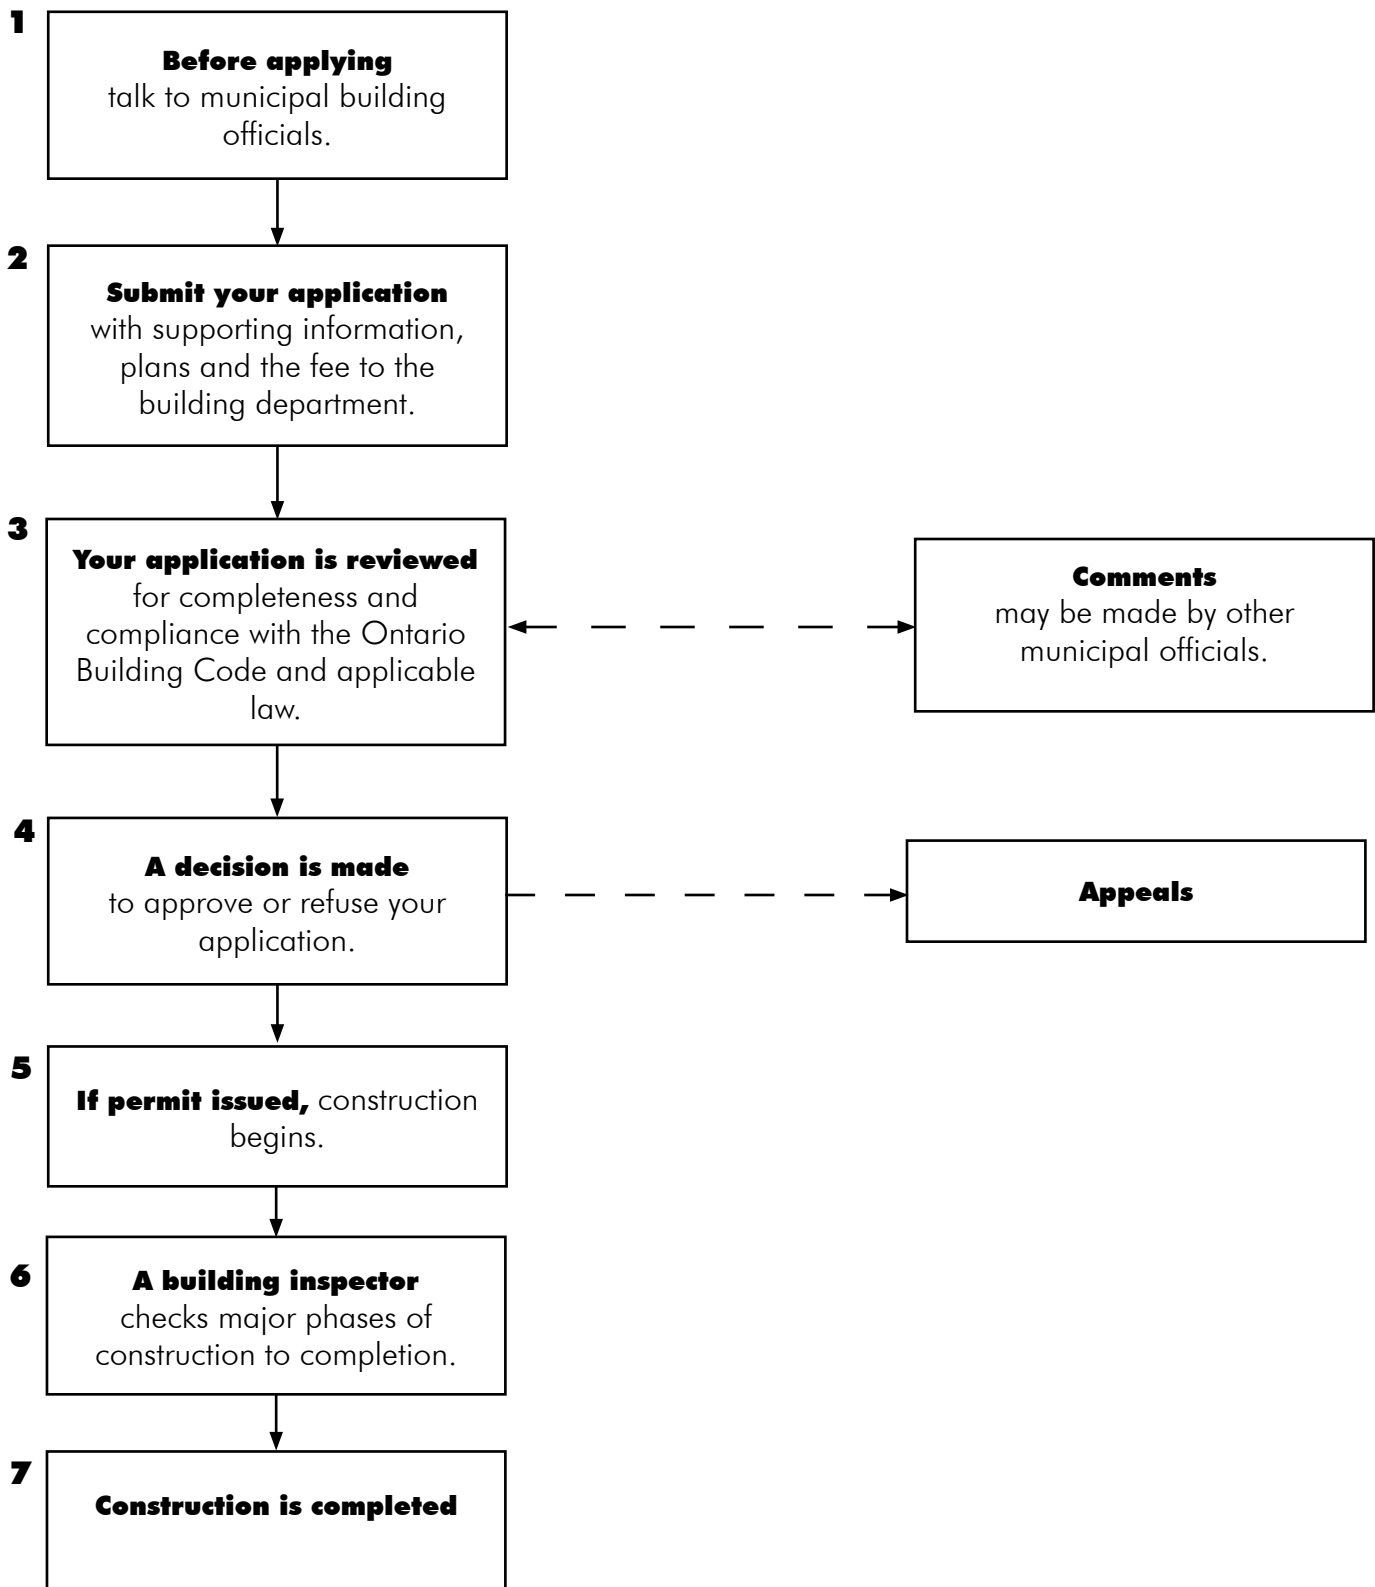 1
Before applying
talk to municipal building
officials.
2
Submit your application
with supporting information,
plans and the fee to the
building department.
3
Your application is reviewed
for completeness and
compliance with the Ontario
Building Code and applicable
law.
Comments
may be made by other
municipal officials.
4
A decision is made
to approve or refuse your
application.
Appeals
5
If permit issued, construction
begins.
6
A building inspector
checks major phases of
construction to completion.
7
Construction is completed